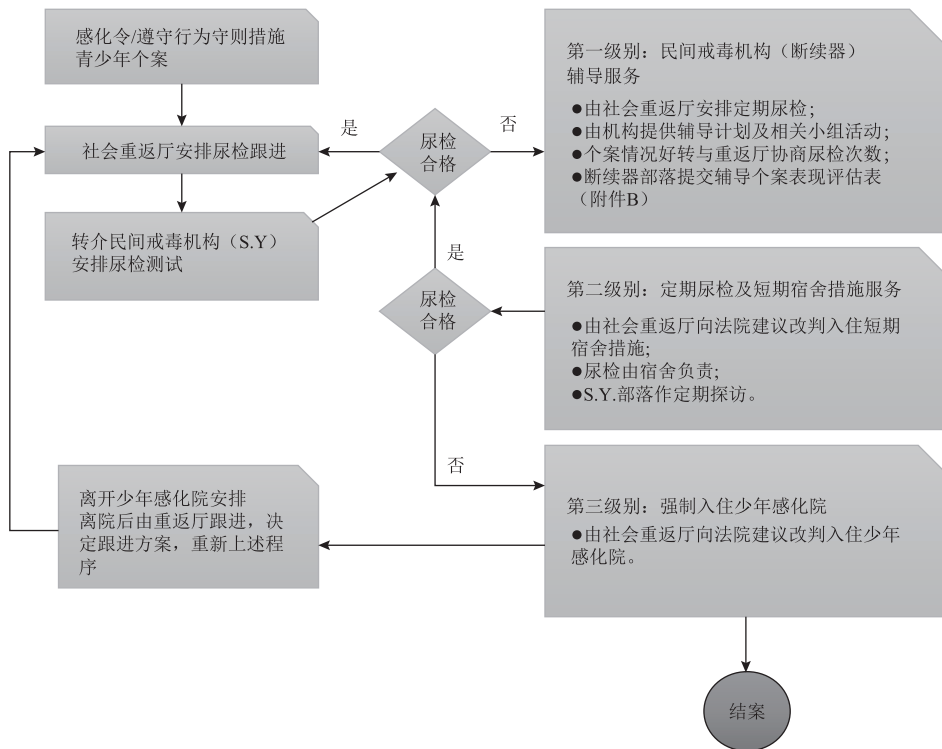 感化令/遵守行为守则措施
青少年个案
社会重返厅安排尿检跟进
转介民间戒毒机构（S.Y）
安排尿检测试
是
尿检
合格
否
第一级别：民间戒毒机构（断续器）
辅导服务
●由社会重返厅安排定期尿检；
●由机构提供辅导计划及相关小组活动；
●个案情况好转与重返厅协商尿检次数；
●断续器部落提交辅导个案表现评估表
（附件B）
是
尿检
合格
第二级别：定期尿检及短期宿舍措施服务
●由社会重返厅向法院建议改判入住短期
宿舍措施；
●尿检由宿舍负责；
●S.Y.部落作定期探访。
否
第三级别：强制入住少年感化院
●由社会重返厅向法院建议改判入住少年
感化院。
离开少年感化院安排
离院后由重返厅跟进，决
定跟进方案，重新上述程
序
结案